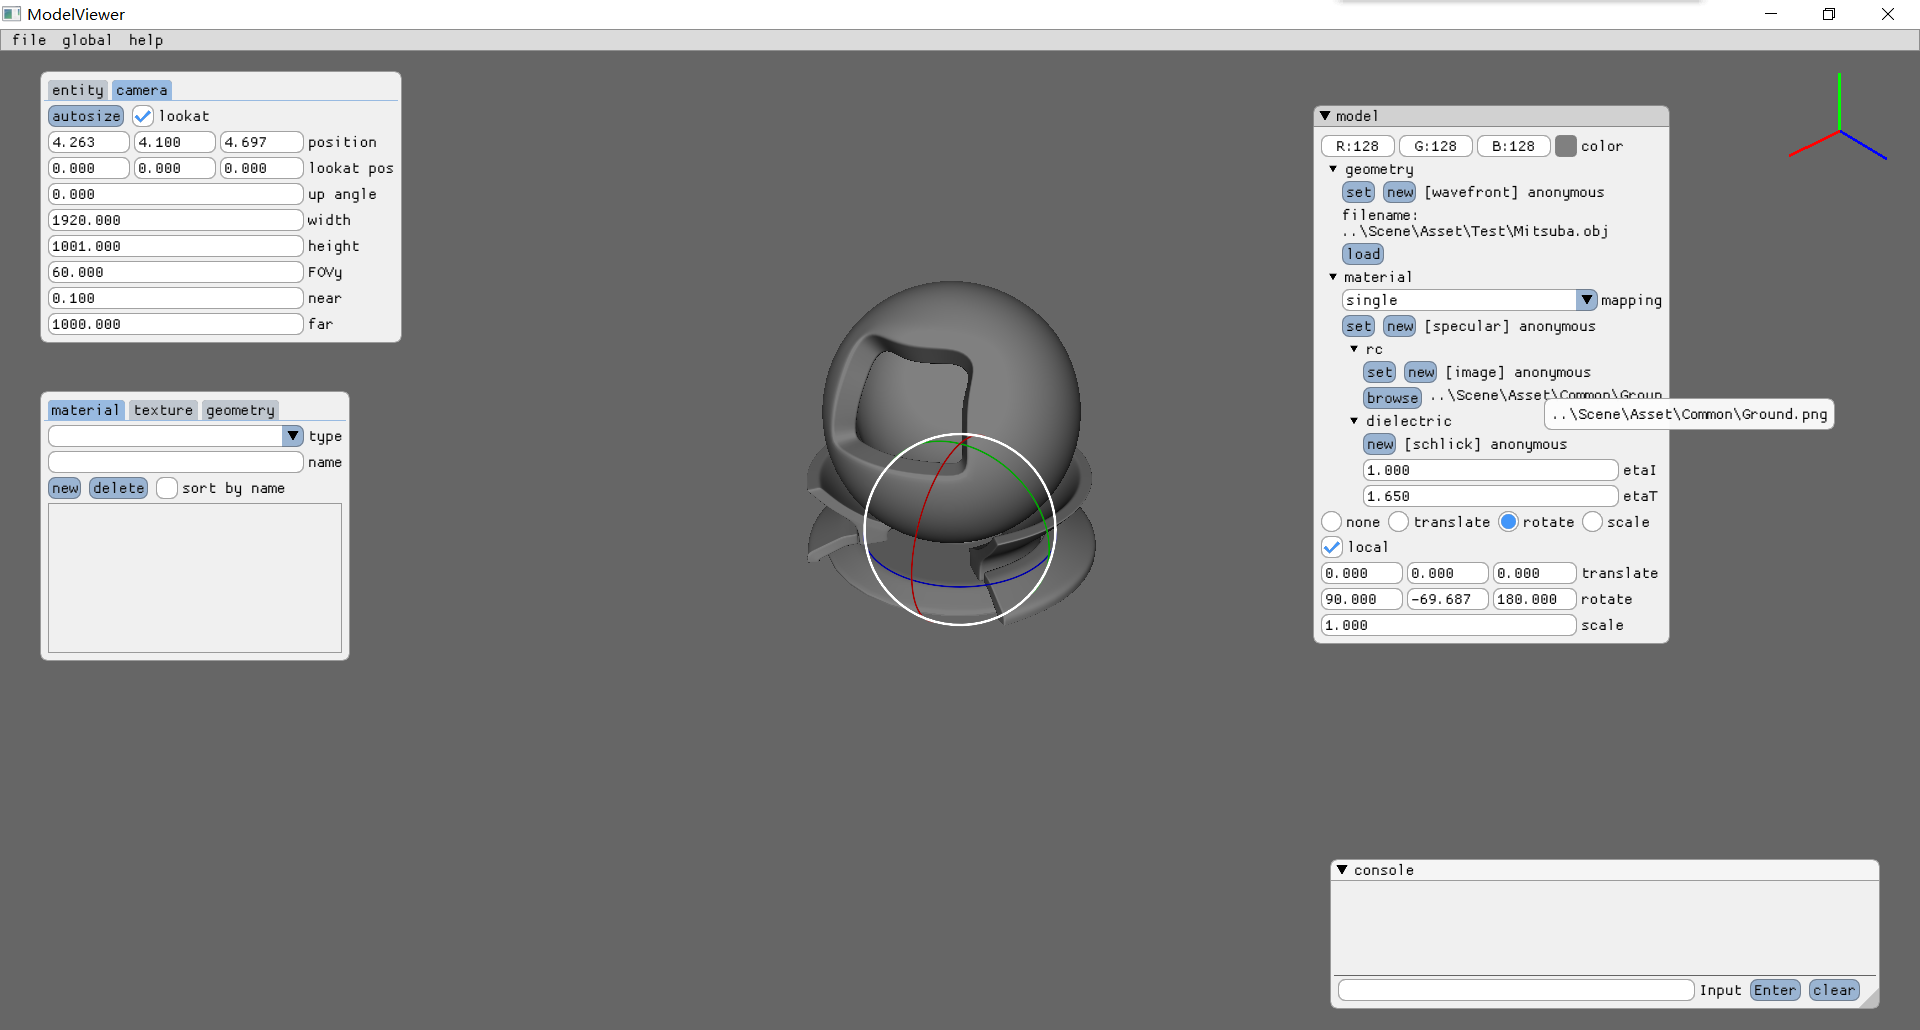 ModelViewer
file global help
entity camera
autosize lookat
4.263 4.100 4.697 position
0.000 0.000 0.000 lookat pos
0.000 up angle
1920.000 width
1001.000 height
60.000 FOVy
0.100 near
1000.000 far
material texture geometry
type
name
new delete sort by name
model
R:128 G:128 B:128 color
geometry
set new [wavefront] anonymous
filename:
..\Scene\Asset\Test\Mitsuba.obj
load
material
single mapping
set new [specular] anonymous
rc
set new [image] anonymous
browse ..\Scene\Asset\Common\Groun
..\Scene\Asset\Common\Ground.png
dielectric
new [schlick] anonymous
1.000 etaI
1.650 etaT
none translate rotate scale
local
0.000 0.000 0.000 translate
90.000 -69.687 180.000 rotate
1.000 scale
console
Input Enter clear